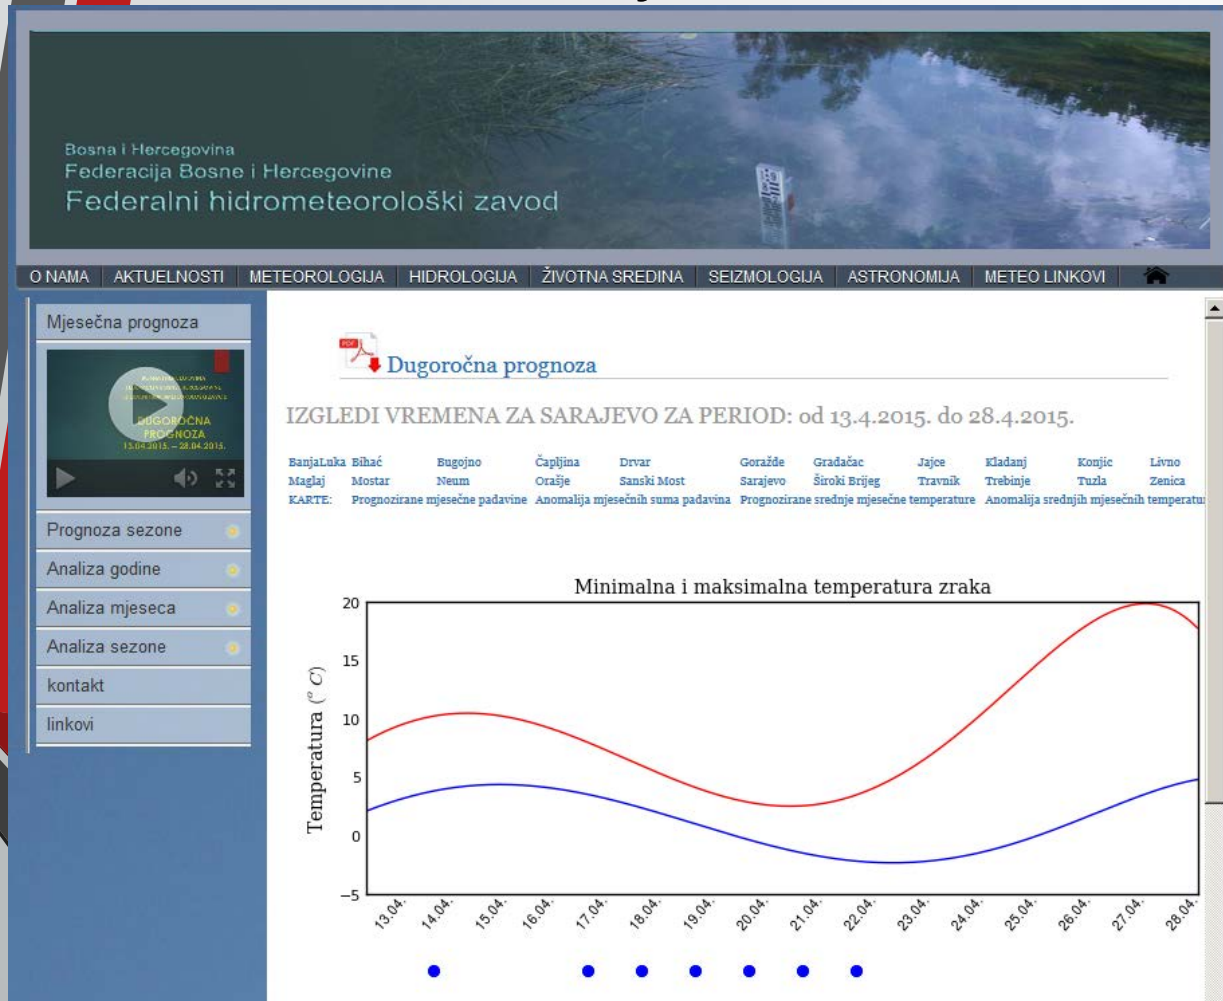 Bosna i Hercegovina
Federacija Bosne i Hercegovine
Federalni hidrometeorološki zavod
O NAMA AKTUELNOSTI METEOROLOGIJA HIDROLOGIJA ŽIVOTNA SREDINA SEIZMOLOGIJA ASTRONOMIJA METEO LINKOVI
Mjesečna prognoza
DUGOROČNA
PROGNOZA
13.04.2015. – 28.04.2015.
Prognoza sezone
Analiza godine
Analiza mjeseca
Analiza sezone
kontakt
linkovi
PDF
Dugoročna prognoza
IZGLEDI VREMENA ZA SARAJEVO ZA PERIOD: od 13.4.2015. do 28.4.2015.
BanjaLuka Bihać Bugojno Čapljina Drvar Goražde Gradačac Jajce Kladanj Konjic Livno
Maglaj Mostar Neum Orašje Sanski Most Sarajevo Široki Brijeg Travnik Trebinje Tuzla Zenica
KARTE: Prognozirane mjesečne padavine Anomalija mjesečnih suma padavina Prognozirane srednje mjesečne temperature Anomalija srednjih mjesečnih temperatu
Minimalna i maksimalna temperatura zraka
Temperatura (° C)
20
15
10
5
0
−5
13.04. 14.04. 15.04. 16.04. 17.04. 18.04. 19.04. 20.04. 21.04. 22.04. 23.04. 24.04. 25.04. 26.04. 27.04. 28.04.